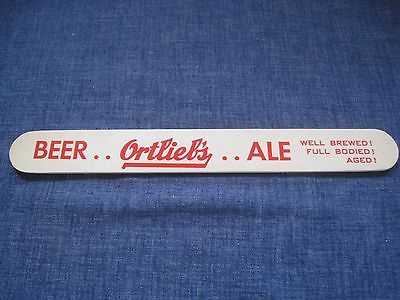 BEER . . Ortlieb's . . ALE
WELL BREWED!
FULL BODIED!
AGED!